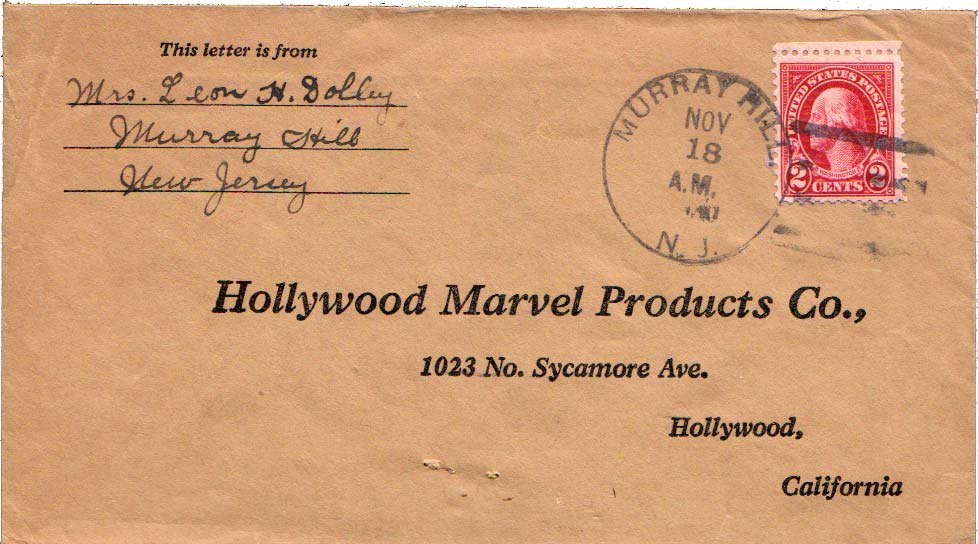 This letter is from
Mrs. Leon H. Dolley
Murray Hill
New Jersey
MURRAY HILL
NOV
18
A.M.
N. J.
UNITED STATES POSTAGE
WASHINGTON
2 CENTS 2
Hollywood Marvel Products Co.,
1023 No. Sycamore Ave.
Hollywood,
California